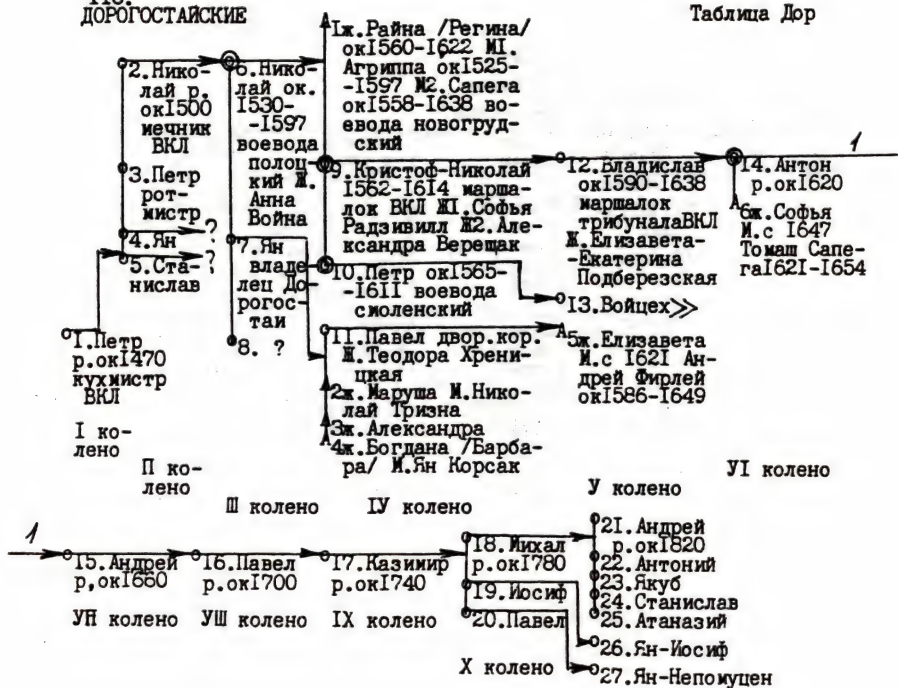 ДОРОГОСТАЙСКИЕ
Таблица Дор
2.Нико-
лай р.
ок1500
мечник
ВКЛ
3.Петр
рот-
мистр
4.Ян
?
5.Ста-
нислав
?
1.Петр
р.ок1470
кухмистр
ВКЛ
I ко-
лено
П ко-
лено
6.Нико-
лай ок.
1530-
-1597
воевода
полоц-
кий Ж.
Анна
Война
7.Ян
владе-
лец До-
рогос-
таи
8. ?
Ш колено
1ж.Райна /Регина/
ок1560-1622 М1.
Агриппа ок1525-
-1597 М2.Сапега
ок1558-1638 во-
евода новогруд-
ский
9.Кристоф-Николай
1562-1614 марша-
лок ВКЛ Ж1.Софья
Радзивилл Ж2.Але-
ксандра Верещак
10.Петр ок1565-
-1611 воевода
смоленский
11.Павел двор.кор.
Ж.Теодора Хрени-
цкая
2ж.Маруша М.Нико-
лай Тризна
3ж.Александра
4ж.Богдана /Барба-
ра/ М.Ян Корсак
IУ колено
12.Владислав
ок1590-1638
маршалок
трибуналаВКЛ
Ж.Елизавета-
-Екатерина
Подберезская
13.Войцех>>
5ж.Елизавета
М.с 1621 Ан-
дрей Фирлей
ок1586-1649
У колено
1
14.Антон
р.ок1620
6ж.Софья
М.с 1647
Томаш Сапе-
га1621-1654
УI колено
1
15.Андрей
р,ок1660
УП колено
16.Павел
р.ок1700
УШ колено
17.Казимир
р.ок1740
IX колено
18.Михал
р.ок1780
19.Иосиф
20.Павел
X колено
21.Андрей
р.ок1820
22.Антоний
23.Якуб
24.Станислав
25.Атаназий
26.Ян-Иосиф
27.Ян-Непомуцен